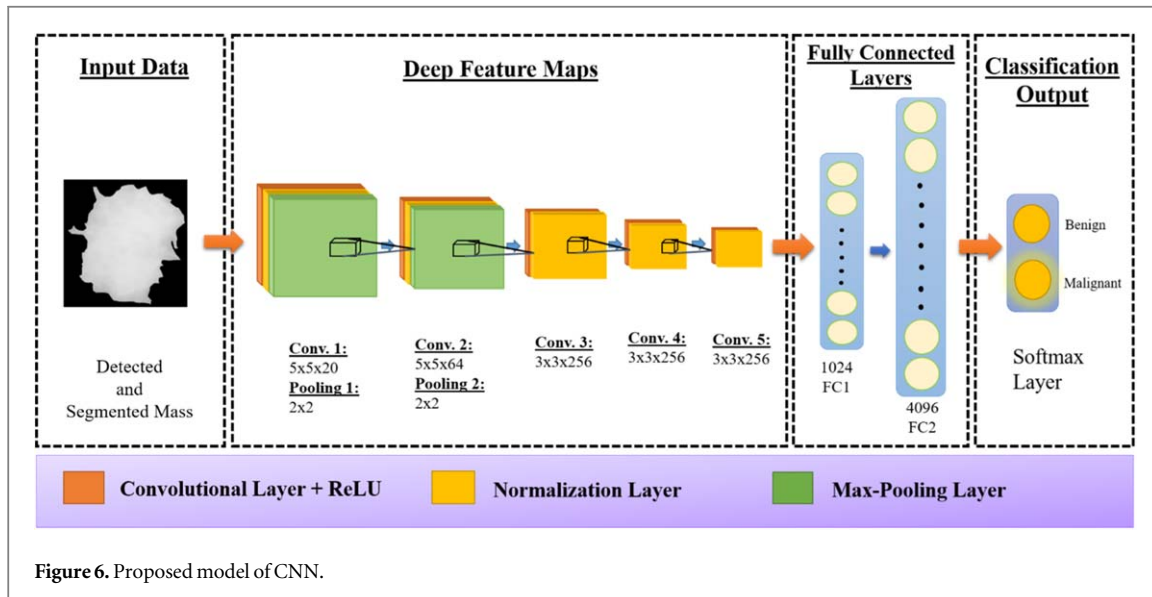 Input Data
Detected
and
Segmented Mass
Deep Feature Maps
Conv. 1:
5x5x20
Pooling 1:
2x2
Conv. 2:
5x5x64
Pooling 2:
2x2
Conv. 3:
3x3x256
Conv. 4:
3x3x256
Conv. 5:
3x3x256
Fully Connected
Layers
1024
FC1
4096
FC2
Classification
Output
Benign
Malignant
Softmax
Layer
Convolutional Layer + ReLU
Normalization Layer
Max-Pooling Layer
Figure 6. Proposed model of CNN.